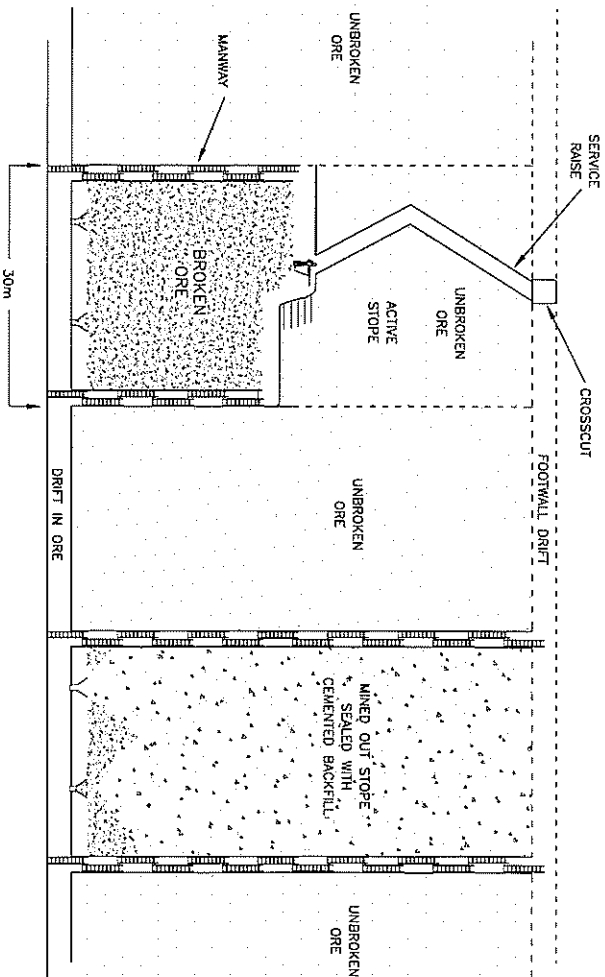 SERVICE
RAISE
CROSSCUT
FOOTWALL DRIFT
UNBROKEN
ORE
MANWAY
UNBROKEN
ORE
ACTIVE
STOPE
BROKEN
ORE
30m
DRIFT IN ORE
UNBROKEN
ORE
MINED OUT STOPE
SEALED WITH
CEMENTED BACKFILL
UNBROKEN
ORE